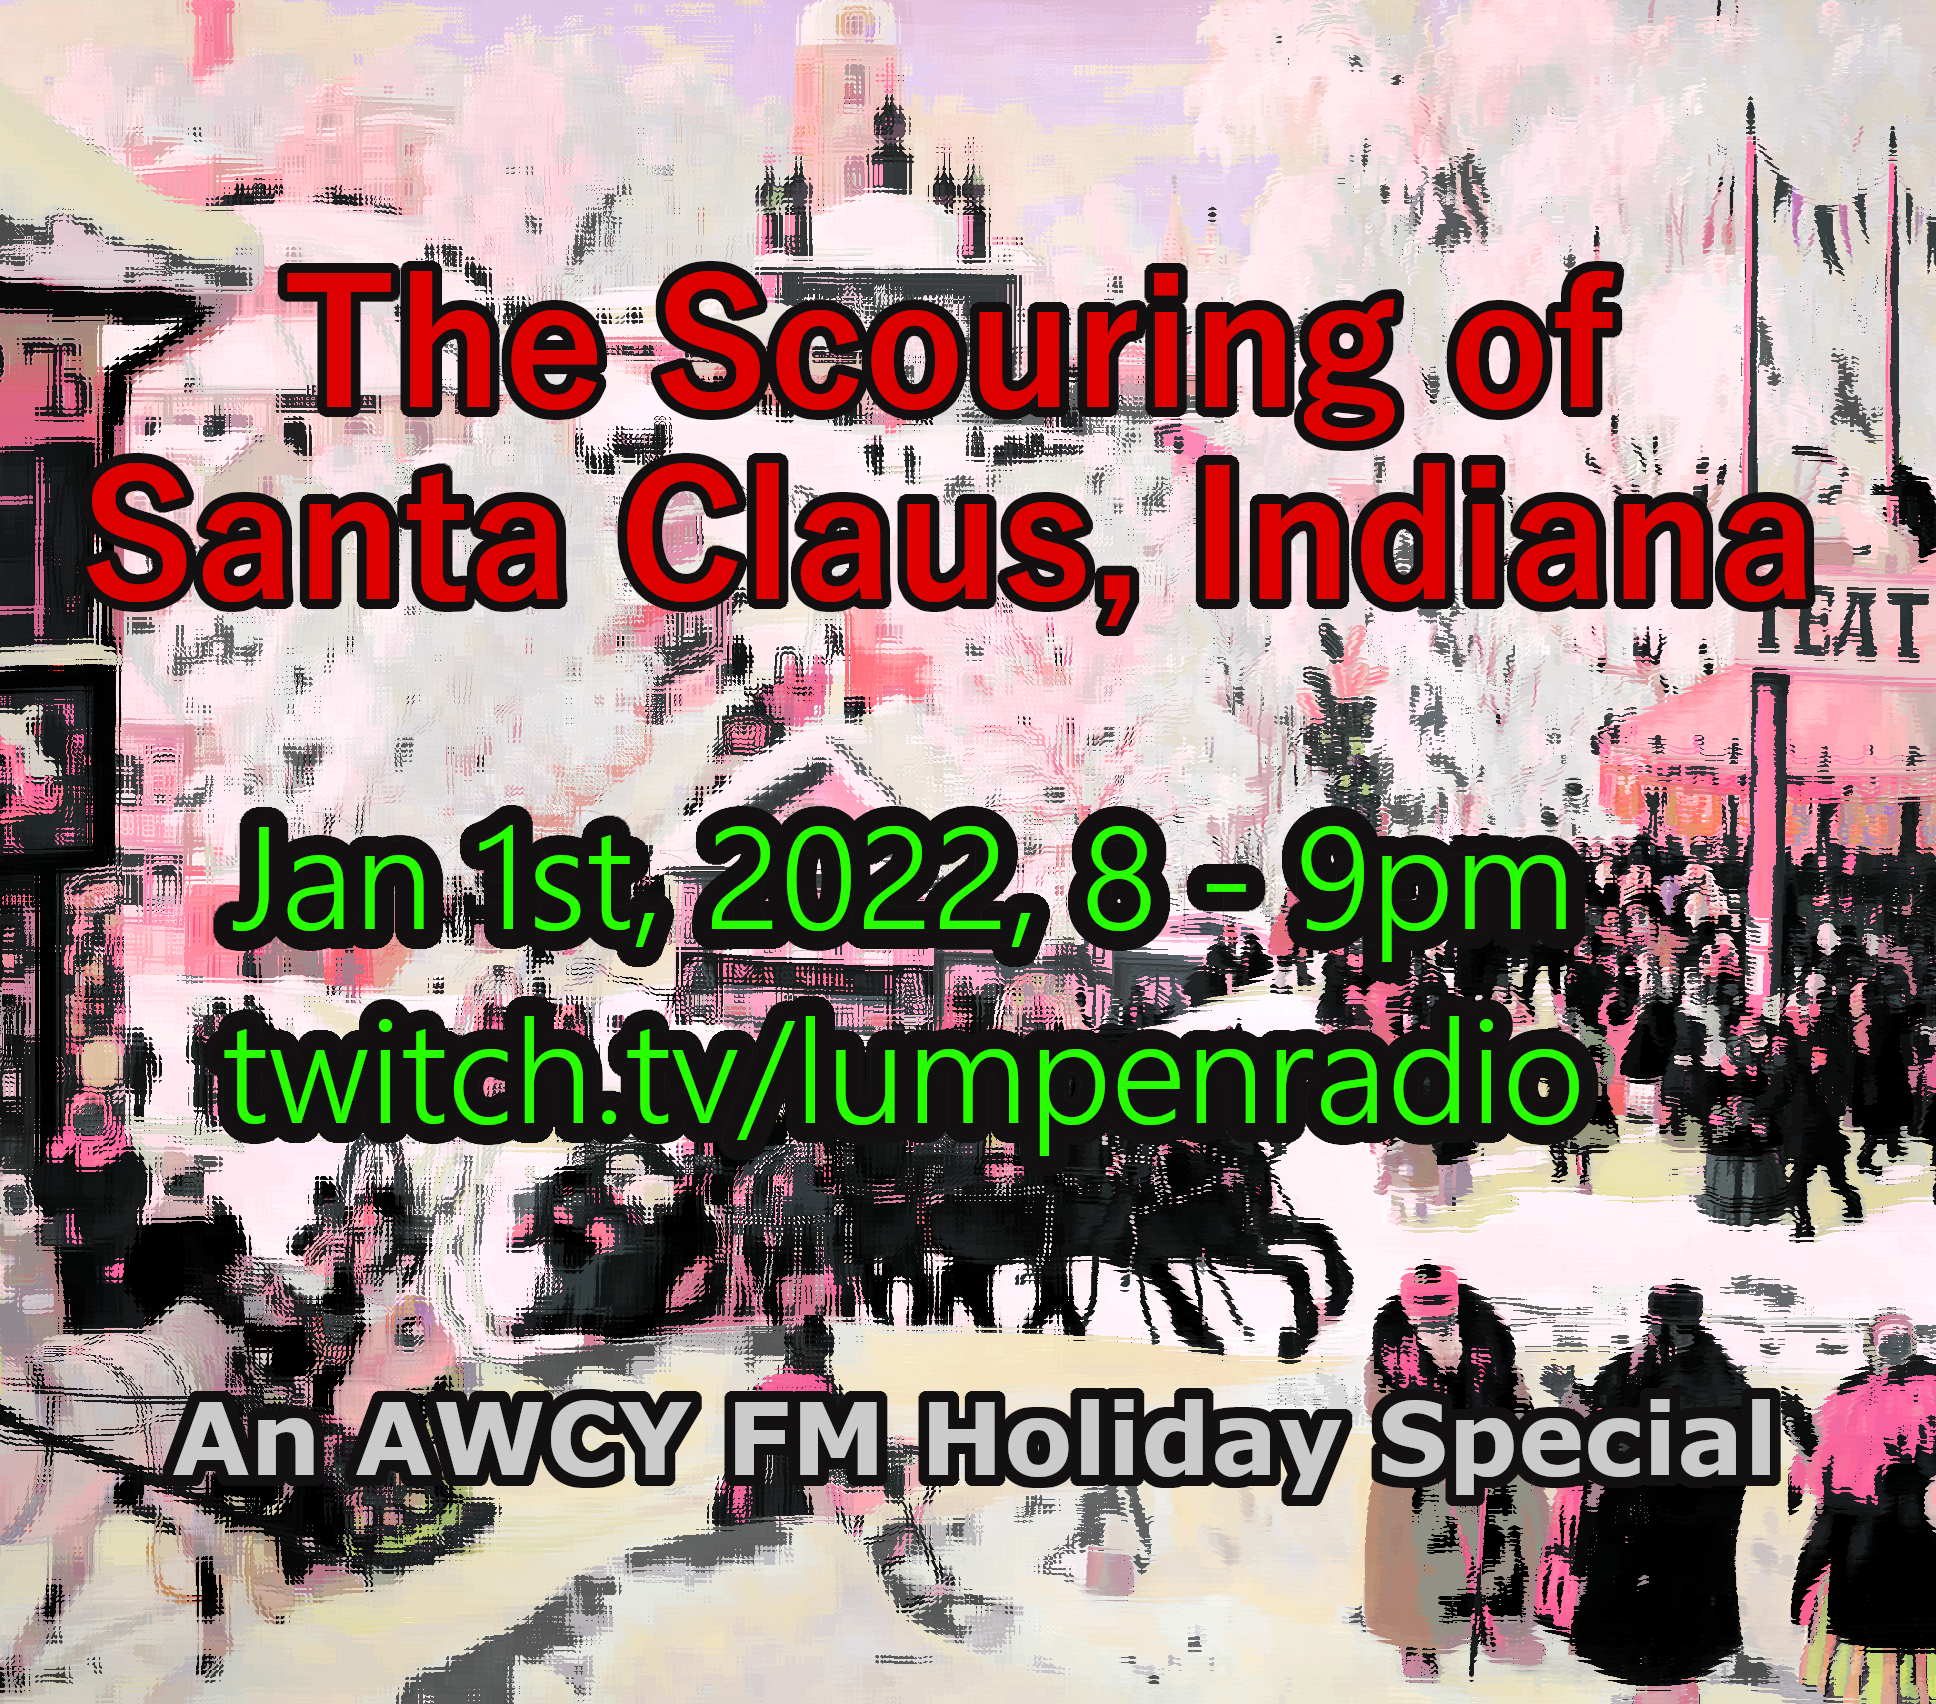 The Scouring of
Santa Claus, Indiana
TEAT
Jan 1st, 2022, 8 - 9pm
twitch.tv/lumpenradio
An AWCY FM Holiday Special